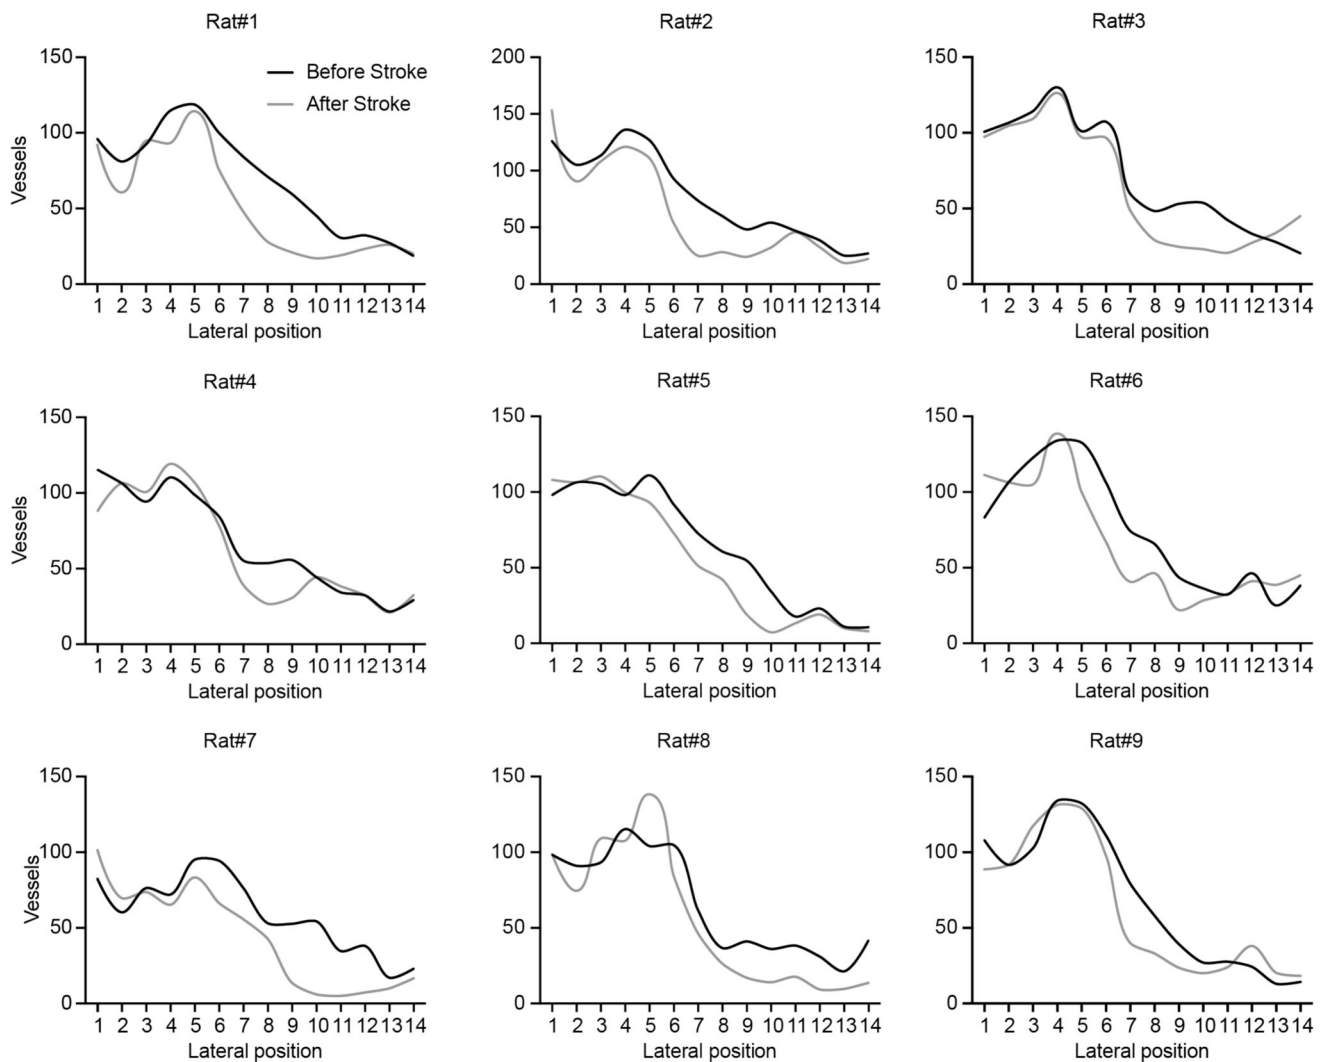 Rat#1
Rat#2
Rat#3
150
100
50
0
Vessels
Before Stroke
After Stroke
1 2 3 4 5 6 7 8 9 10 11 12 13 14
Lateral position
200
150
100
50
0
1 2 3 4 5 6 7 8 9 10 11 12 13 14
Lateral position
150
100
50
0
1 2 3 4 5 6 7 8 9 10 11 12 13 14
Lateral position
Rat#4
Rat#5
Rat#6
150
100
50
0
Vessels
1 2 3 4 5 6 7 8 9 10 11 12 13 14
Lateral position
150
100
50
0
1 2 3 4 5 6 7 8 9 10 11 12 13 14
Lateral position
150
100
50
0
1 2 3 4 5 6 7 8 9 10 11 12 13 14
Lateral position
Rat#7
Rat#8
Rat#9
150
100
50
0
Vessels
1 2 3 4 5 6 7 8 9 10 11 12 13 14
Lateral position
150
100
50
0
1 2 3 4 5 6 7 8 9 10 11 12 13 14
Lateral position
150
100
50
0
1 2 3 4 5 6 7 8 9 10 11 12 13 14
Lateral position